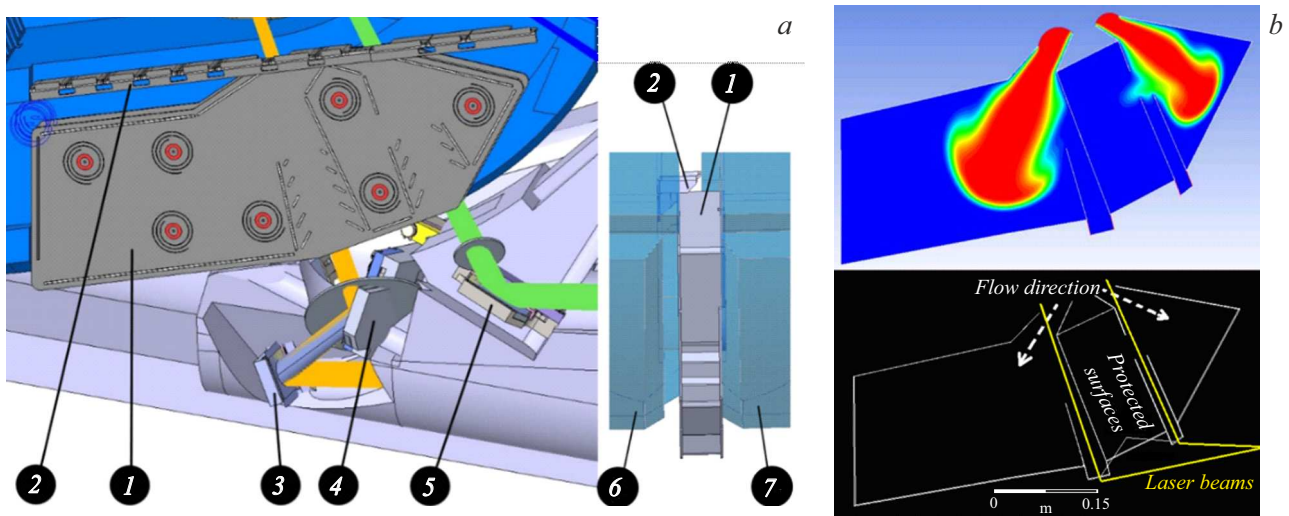 a
b
2
1
2
1
3
4
5
6
7
Flow direction
Protected
surfaces
Laser beams
0
0.15
m